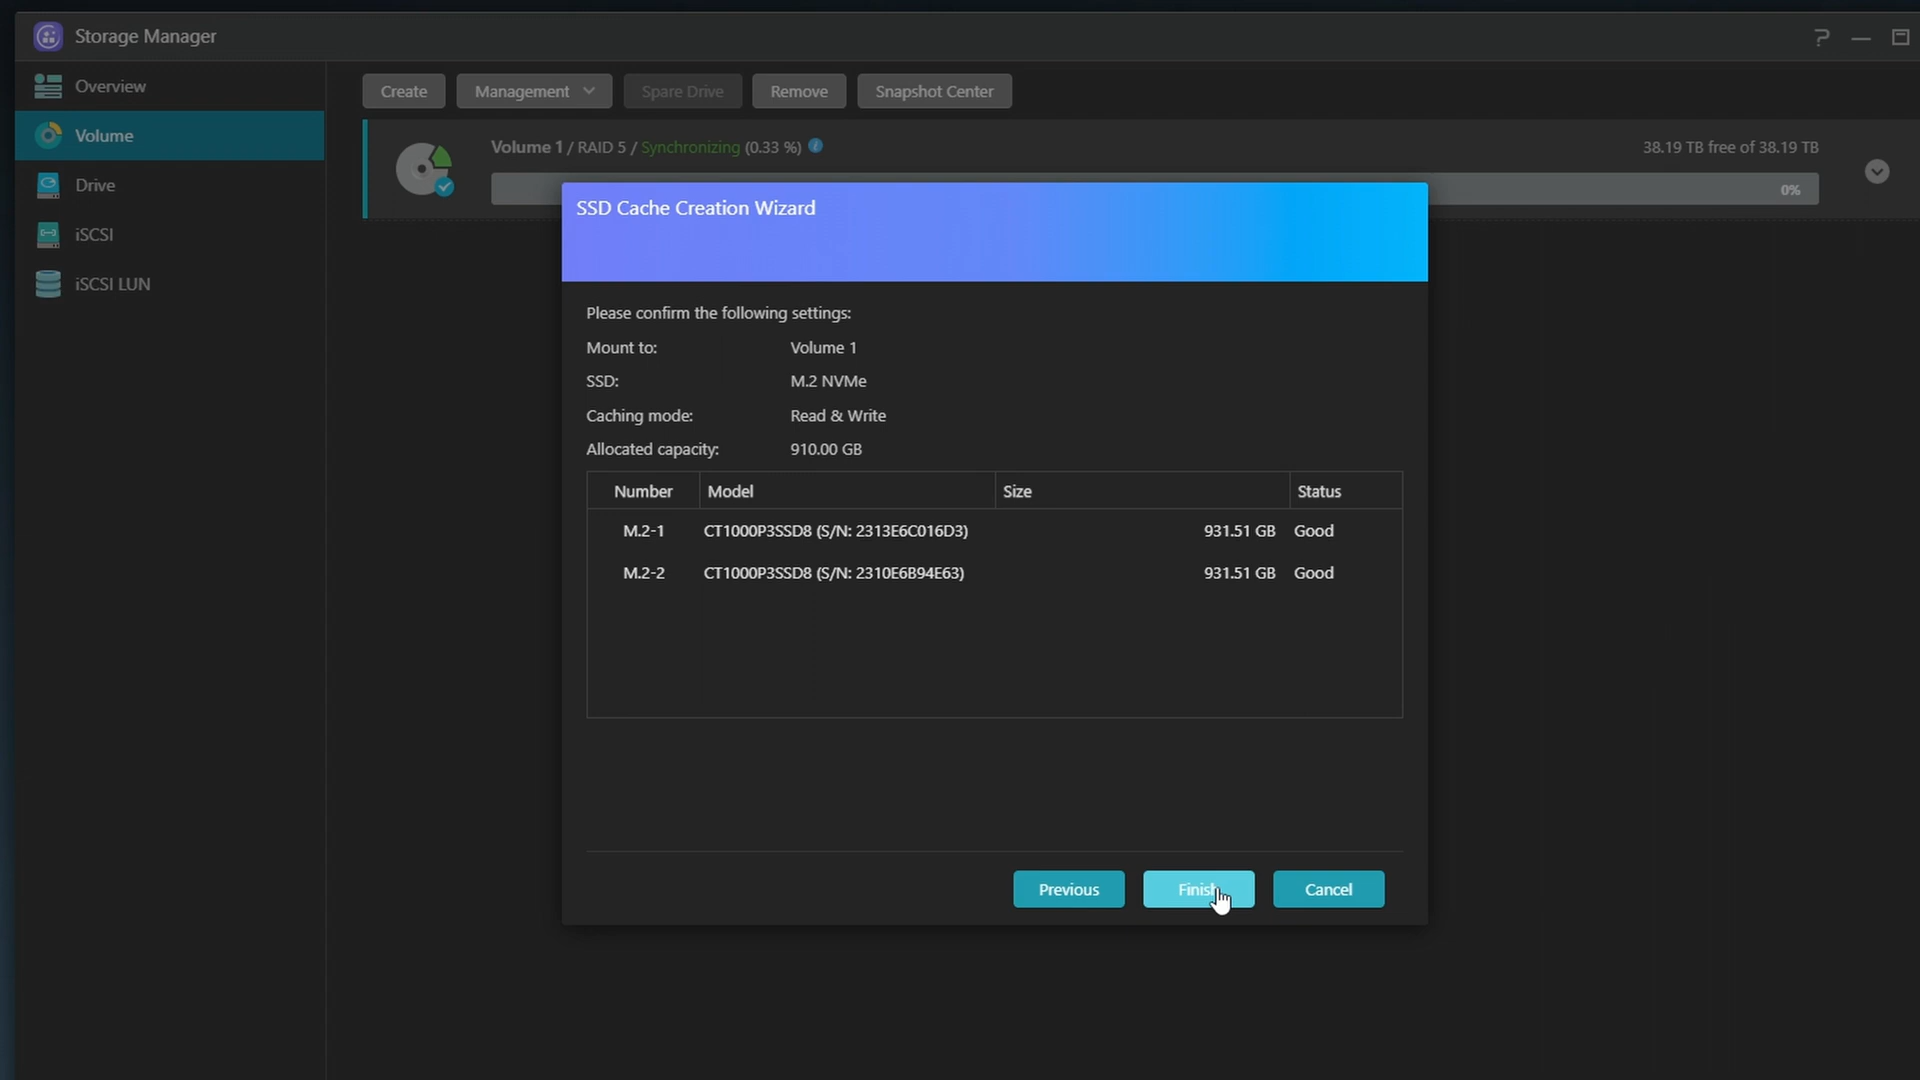 Storage Manager
Overview
Volume
Drive
iSCSI
iSCSI LUN
Create Management Spare Drive Remove Snapshot Center
Volume 1 / RAID 5 / Synchronizing (0.33 %) 38.19 TB free of 38.19 TB
0%
SSD Cache Creation Wizard
Please confirm the following settings:
Mount to: Volume 1
SSD: M.2 NVMe
Caching mode: Read & Write
Allocated capacity: 910.00 GB
Number Model Size Status
M.2-1 CT1000P3SSD8 (S/N: 2313E6C016D3) 931.51 GB Good
M.2-2 CT1000P3SSD8 (S/N: 2310E6B94E63) 931.51 GB Good
Previous Finish Cancel